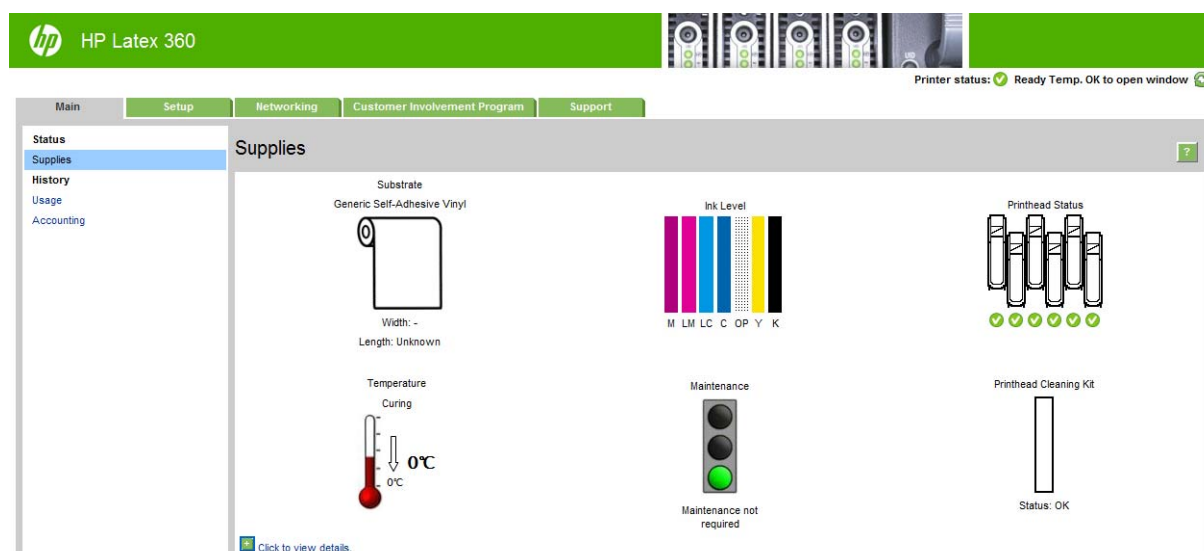 hp HP Latex 360
Printer status: Ready Temp. OK to open window
Main Setup Networking Customer Involvement Program Support
Status
Supplies
History
Usage
Accounting
Supplies
?
Substrate
Generic Self-Adhesive Vinyl
Width: -
Length: Unknown
Ink Level
M LM LC C OP Y K
Printhead Status
Temperature
Curing
0℃
0℃
Maintenance
Maintenance not
required
Printhead Cleaning Kit
Status: OK
+ Click to view details.